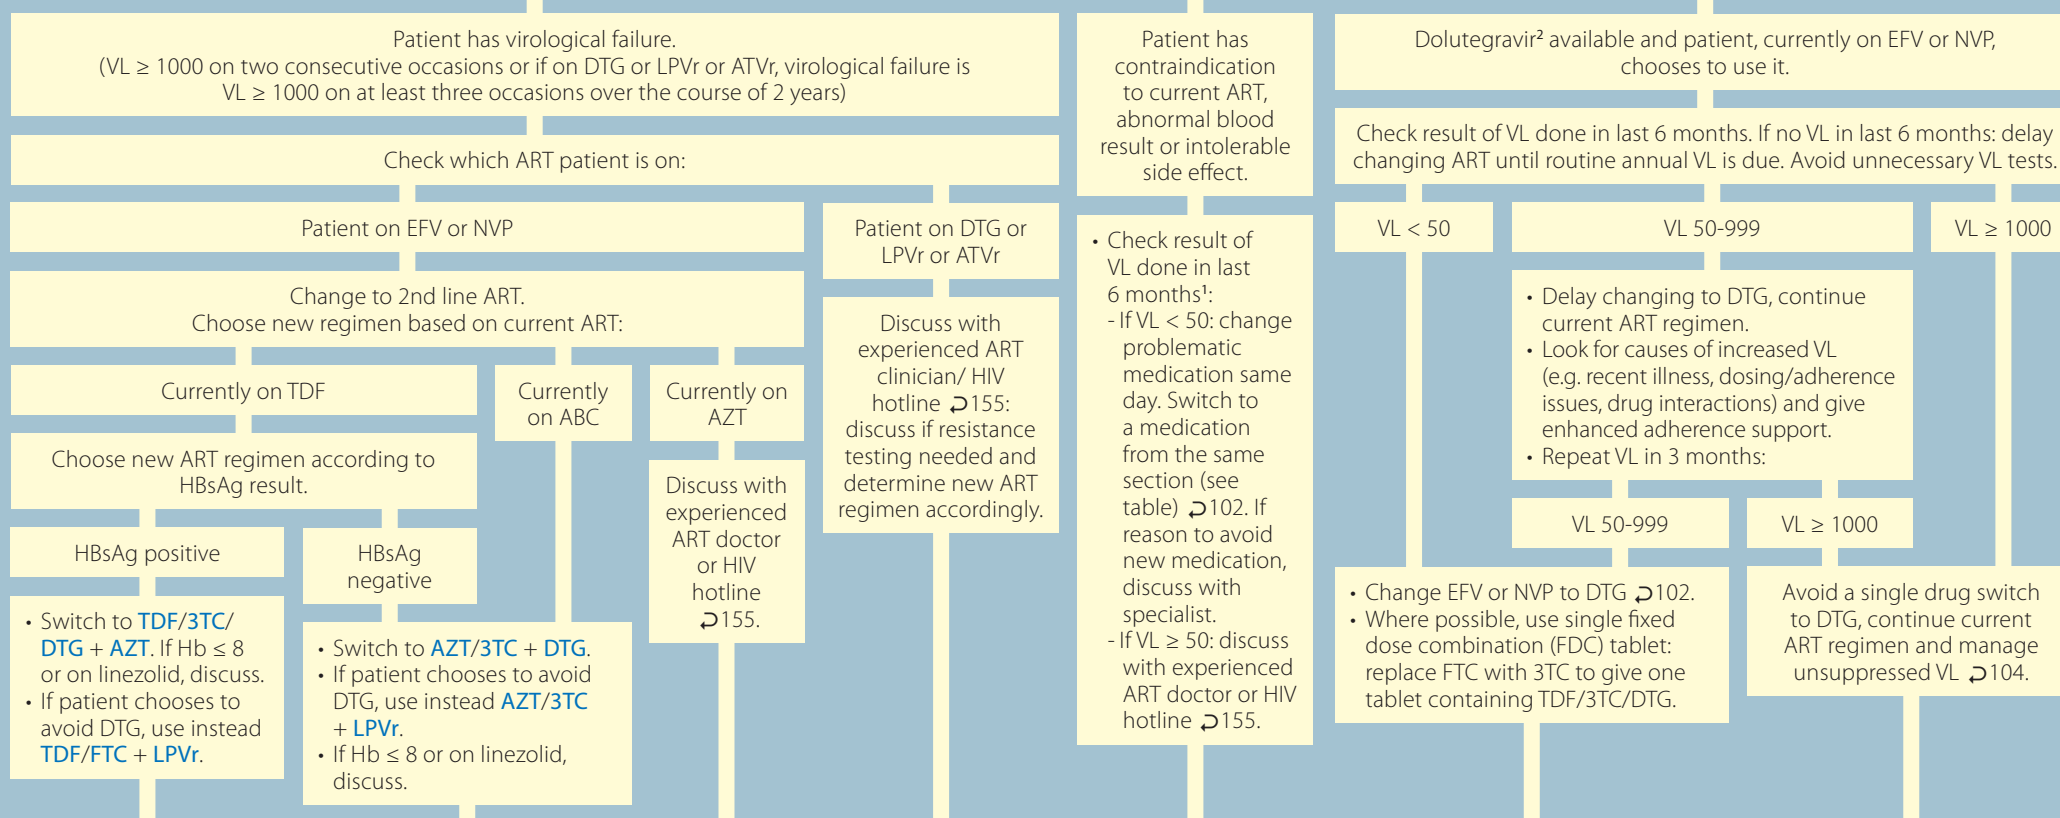 Patient has virological failure.
(VL ≥ 1000 on two consecutive occasions or if on DTG or LPVr or ATVr, virological failure is
VL ≥ 1000 on at least three occasions over the course of 2 years)
Check which ART patient is on:
Patient on EFV or NVP
Change to 2nd line ART.
Choose new regimen based on current ART:
Currently on TDF
Choose new ART regimen according to
HBsAg result.
HBsAg positive
• Switch to TDF/3TC/
DTG + AZT. If Hb ≤ 8
or on linezolid, discuss.
• If patient chooses to
avoid DTG, use instead
TDF/FTC + LPVr.
HBsAg
negative
Currently
on ABC
• Switch to AZT/3TC + DTG.
• If patient chooses to avoid
DTG, use instead AZT/3TC
+ LPVr.
• If Hb ≤ 8 or on linezolid,
discuss.
Currently on
AZT
Discuss with
experienced
ART doctor
or HIV
hotline
⮌155.
Patient on DTG or
LPVr or ATVr
Discuss with
experienced ART
clinician/ HIV
hotline ⮌155:
discuss if resistance
testing needed and
determine new ART
regimen accordingly.
Patient has
contraindication
to current ART,
abnormal blood
result or intolerable
side effect.
• Check result of
VL done in last
6 months¹:
- If VL < 50: change
problematic
medication same
day. Switch to
a medication
from the same
section (see
table) ⮌102. If
reason to avoid
new medication,
discuss with
specialist.
- If VL ≥ 50: discuss
with experienced
ART doctor or HIV
hotline ⮌155.
Dolutegravir² available and patient, currently on EFV or NVP,
chooses to use it.
Check result of VL done in last 6 months. If no VL in last 6 months: delay
changing ART until routine annual VL is due. Avoid unnecessary VL tests.
VL < 50
VL 50-999
VL ≥ 1000
• Delay changing to DTG, continue
current ART regimen.
• Look for causes of increased VL
(e.g. recent illness, dosing/adherence
issues, drug interactions) and give
enhanced adherence support.
• Repeat VL in 3 months:
VL 50-999
VL ≥ 1000
• Change EFV or NVP to DTG ⮌102.
• Where possible, use single fixed
dose combination (FDC) tablet:
replace FTC with 3TC to give one
tablet containing TDF/3TC/DTG.
Avoid a single drug switch
to DTG, continue current
ART regimen and manage
unsuppressed VL ⮌104.